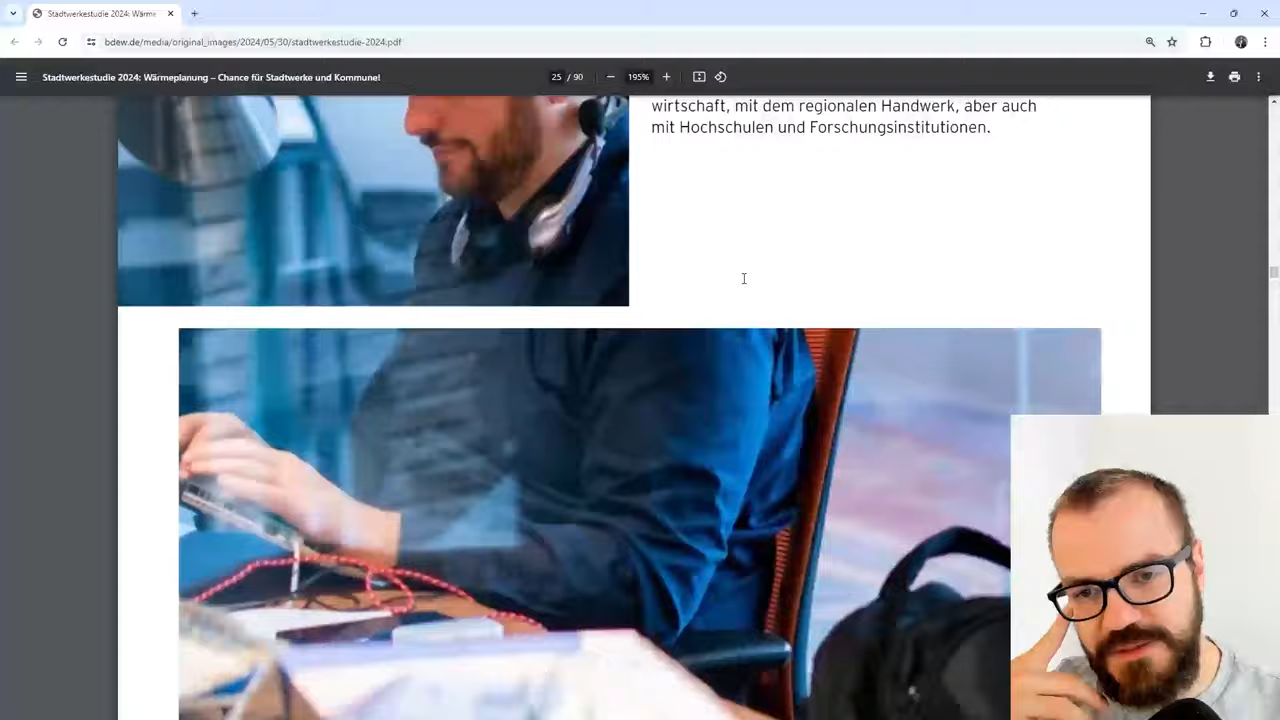 Stadtwerkestudie 2024: Wärme
bdew.de/media/original_images/2024/05/30/stadtwerkestudie-2024.pdf
Stadtwerkestudie 2024: Wärmeplanung – Chance für Stadtwerke und Kommune!
25 / 90
195%
wirtschaft, mit dem regionalen Handwerk, aber auch
mit Hochschulen und Forschungsinstitutionen.